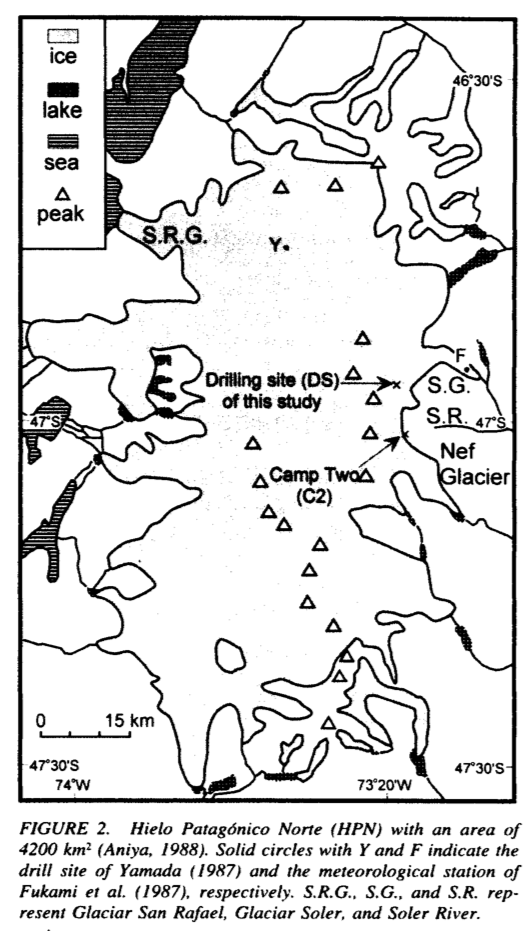 ice
lake
sea
peak
46°30'S
S.R.G.
Y
F
Drilling site (DS)
of this study
S.G.
S.R.
47°S
47°S
Nef
Glacier
Camp Two
(C2)
0 15 km
47°30'S
47°30'S
74°W
73°20'W
FIGURE 2. Hielo Patagónico Norte (HPN) with an area of
4200 km² (Aniya, 1988). Solid circles with Y and F indicate the
drill site of Yamada (1987) and the meteorological station of
Fukami et al. (1987), respectively. S.R.G., S.G., and S.R. rep-
resent Glaciar San Rafael, Glaciar Soler, and Soler River.